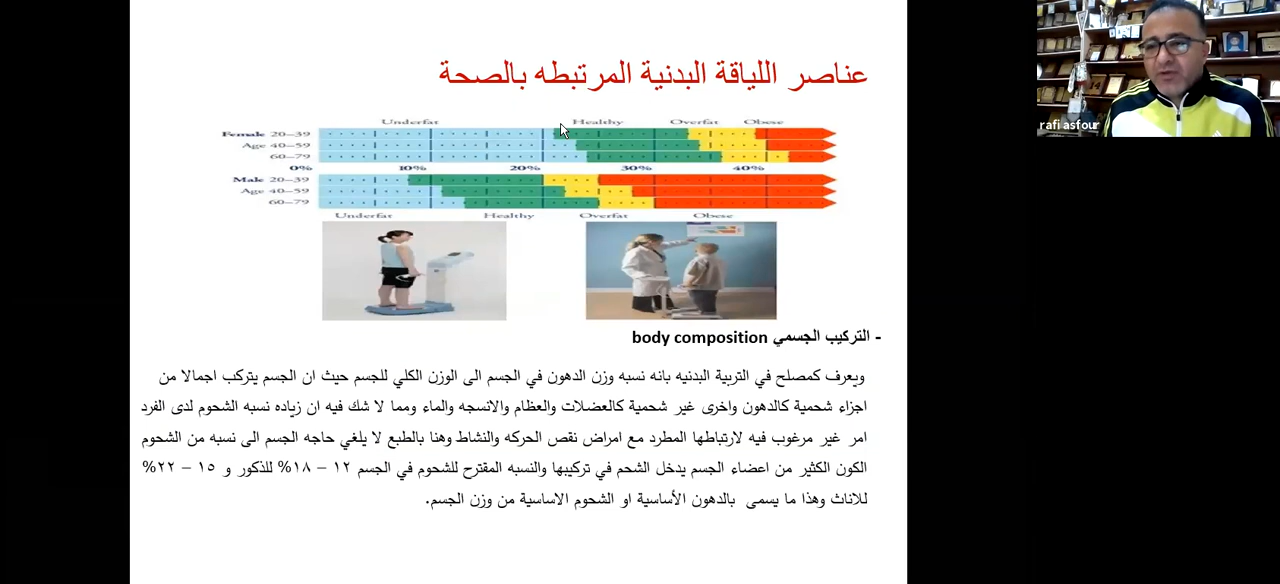 عناصر اللياقة البدنية المرتبطه بالصحة
Underfat Healthy Overfat Obese
Female 20–39
Age 40–59
60–79
0% 10% 20% 30% 40%
Male 20–39
Age 40–59
60–79
Underfat Healthy Overfat Obese
- التركيب الجسمي body composition
ويعرف كمصلح في التربية البدنيه بانه نسبه وزن الدهون في الجسم الى الوزن الكلي للجسم حيث ان الجسم يتركب اجمالا من
اجزاء شحمية كالدهون واخرى غير شحمية كالعضلات والعظام والانسجه والماء ومما لا شك فيه ان زياده نسبه الشحوم لدى الفرد
امر غير مرغوب فيه لارتباطها المطرد مع امراض نقص الحركه والنشاط وهنا بالطبع لا يلغي حاجه الجسم الى نسبه من الشحوم
الكون الكثير من اعضاء الجسم يدخل الشحم في تركيبها والنسبه المقترح للشحوم في الجسم ١٢ – ١٨% للذكور و ١٥ – ٢٢%
للاناث وهذا ما يسمى بالدهون الأساسية او الشحوم الاساسية من وزن الجسم.
rafi asfour